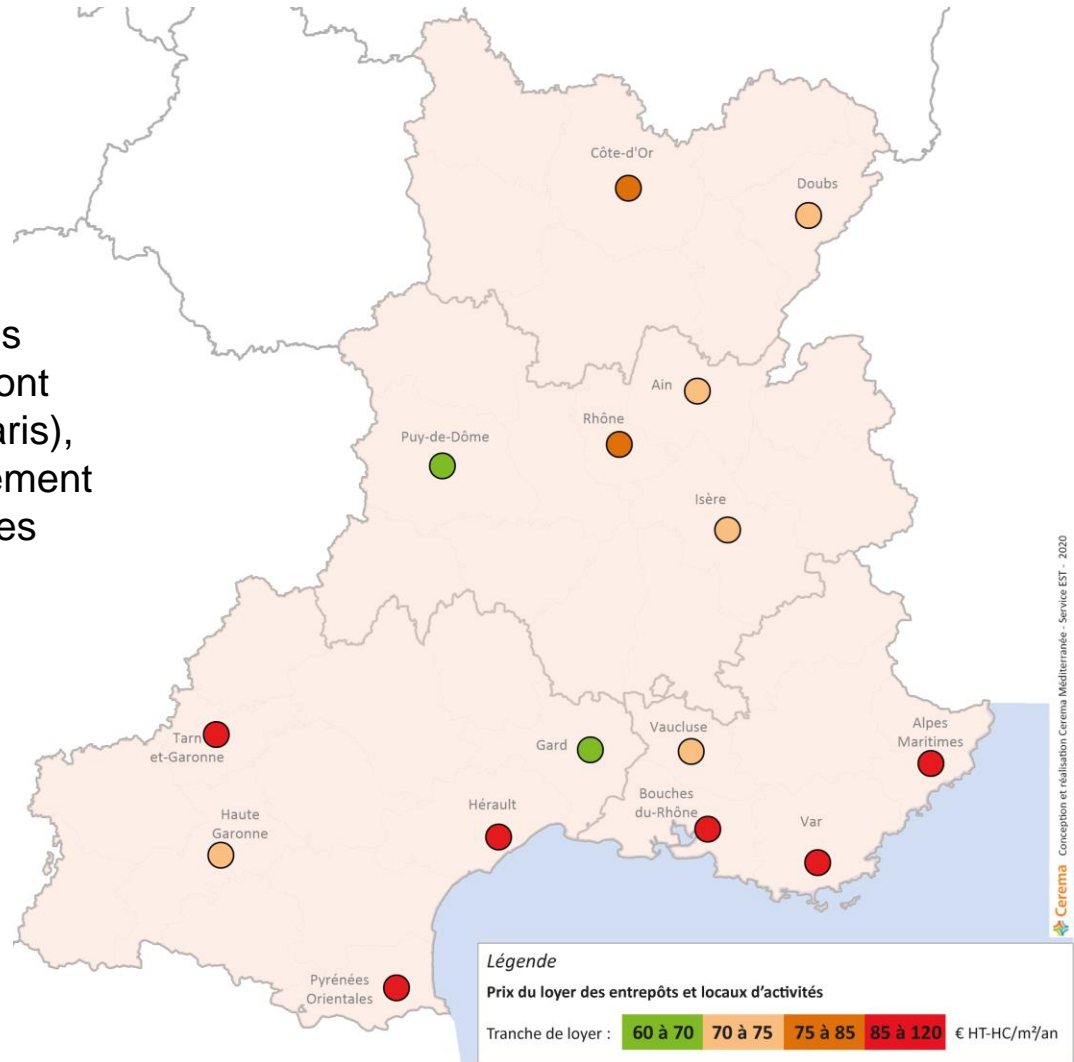 Côte-d'Or
Doubs
s
ont
aris),
ement
es
Ain
Rhône
Puy-de-Dôme
Isère
Tarn
et-Garonne
Gard
Vaucluse
Alpes
Maritimes
Haute
Garonne
Hérault
Bouches
du-Rhône
Var
Pyrénées
Orientales
Légende
Prix du loyer des entrepôts et locaux d'activités
Tranche de loyer : 60 à 70 70 à 75 75 à 85 85 à 120 € HT-HC/m²/an
Cerema Conception et réalisation Cerema Méditerranée - Service EST - 2020